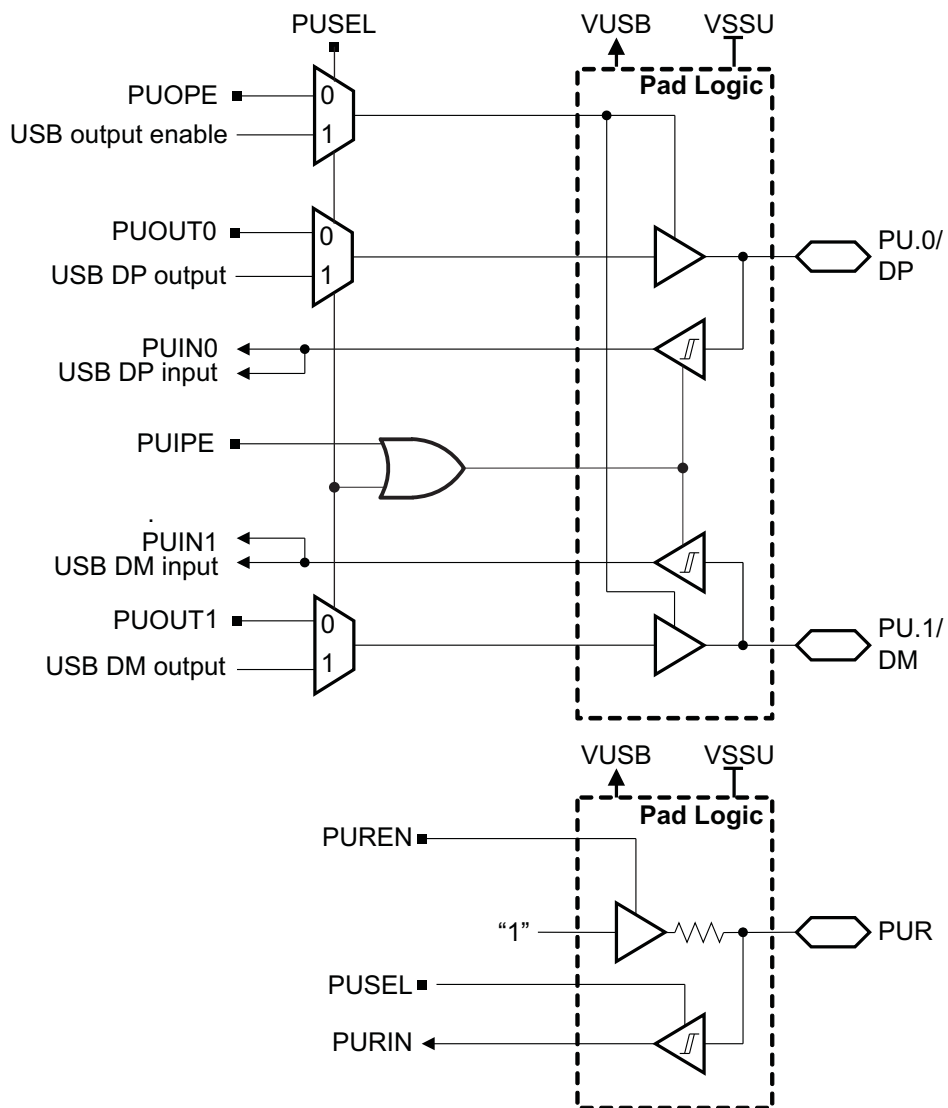 PUSEL
VUSB
VSSU
Pad Logic
PUOPE
0
USB output enable
1
PUOUT0
0
USB DP output
1
PU.0/
DP
PUIN0
USB DP input
PUIPE
.
PUIN1
USB DM input
PUOUT1
0
USB DM output
1
PU.1/
DM
VUSB
VSSU
Pad Logic
PUREN
“1”
PUR
PUSEL
PURIN